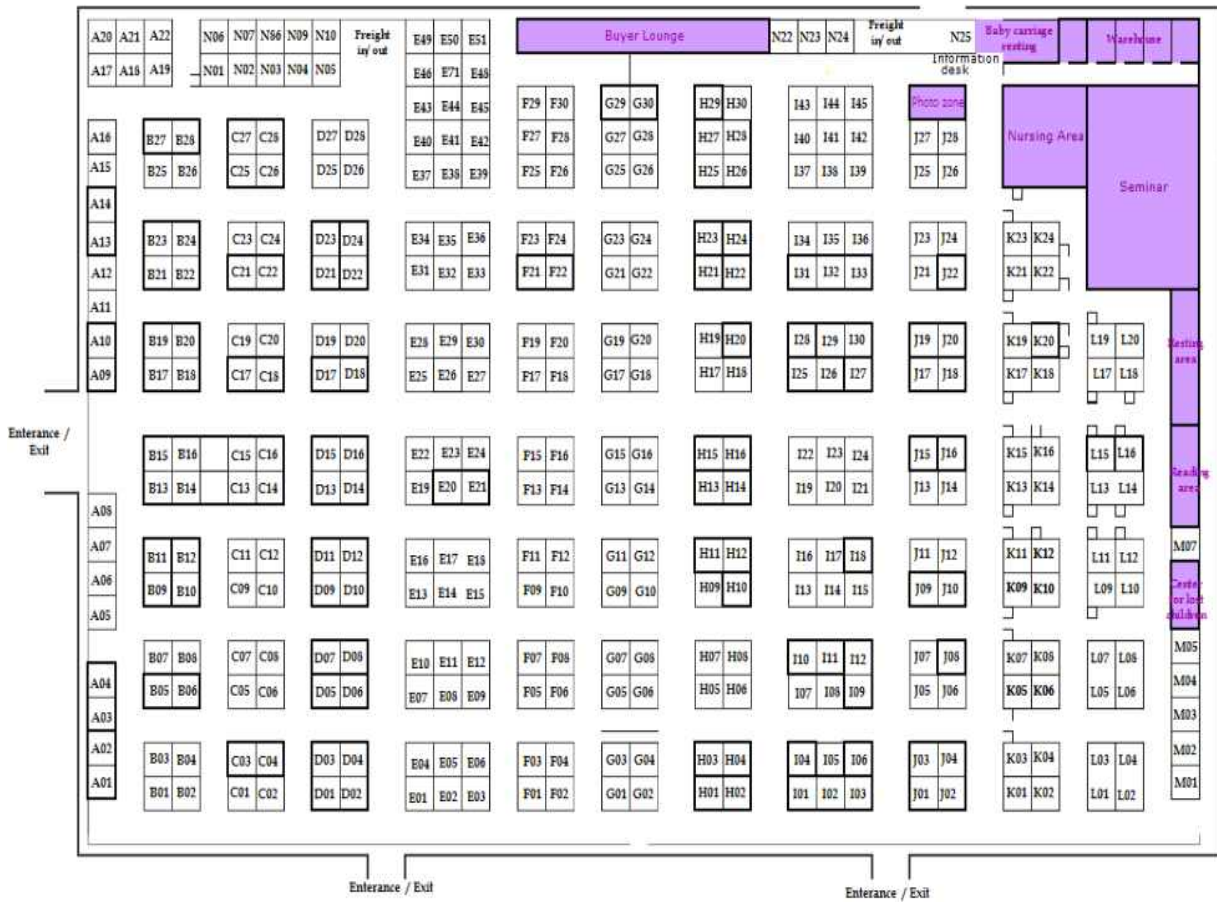 A20 A21 A22 N06 N07 N86 N09 N10 Freight E49 E50 E51 Buyer Lounge N22 N23 N24 Freight N25 Baby carriage Warehouse
in/ out in/ out resting
A17 A18 A19 N01 N02 N03 N04 N05 E46 E71 E48 Information
desk
E43 E44 E45 F29 F30 G29 G30 H29 H30 I43 I44 I45 Photo zone
A16 B27 B28 C27 C28 D27 D28 E40 E41 E42 F27 F28 G27 G28 H27 H28 I40 I41 I42 J27 J28 Nursing Area
A15 B25 B26 C25 C26 D25 D26 E37 E38 E39 F25 F26 G25 G26 H25 H26 I37 I38 I39 J25 J26
Seminar
A14
A13 B23 B24 C23 C24 D23 D24 E34 E35 E36 F23 F24 G23 G24 H23 H24 I34 I35 I36 J23 J24 K23 K24
A12 B21 B22 C21 C22 D21 D22 E31 E32 E33 F21 F22 G21 G22 H21 H22 I31 I32 I33 J21 J22 K21 K22
A11
A10 B19 B20 C19 C20 D19 D20 E28 E29 E30 F19 F20 G19 G20 H19 H20 I28 I29 I30 J19 J20 K19 K20 L19 L20 Resting
area
A09 B17 B18 C17 C18 D17 D18 E25 E26 E27 F17 F18 G17 G18 H17 H18 I25 I26 I27 J17 J18 K17 K18 L17 L18
Enterance /
Exit
B15 B16 C15 C16 D15 D16 E22 E23 E24 F15 F16 G15 G16 H15 H16 I22 I23 I24 J15 J16 K15 K16 L15 L16 Reading
area
B13 B14 C13 C14 D13 D14 E19 E20 E21 F13 F14 G13 G14 H13 H14 I19 I20 I21 J13 J14 K13 K14 L13 L14
A08
A07 B11 B12 C11 C12 D11 D12 E16 E17 E18 F11 F12 G11 G12 H11 H12 I16 I17 I18 J11 J12 K11 K12 L11 L12 M07
A06 B09 B10 C09 C10 D09 D10 E13 E14 E15 F09 F10 G09 G10 H09 H10 I13 I14 I15 J09 J10 K09 K10 L09 L10 Center
for lost
children
A05
B07 B08 C07 C08 D07 D08 E10 E11 E12 F07 F08 G07 G08 H07 H08 I10 I11 I12 J07 J08 K07 K08 L07 L08 M05
A04 B05 B06 C05 C06 D05 D06 E07 E08 E09 F05 F06 G05 G06 H05 H06 I07 I08 I09 J05 J06 K05 K06 L05 L06 M04
A03 M03
A02 B03 B04 C03 C04 D03 D04 E04 E05 E06 F03 F04 G03 G04 H03 H04 I04 I05 I06 J03 J04 K03 K04 L03 L04 M02
A01 B01 B02 C01 C02 D01 D02 E01 E02 E03 F01 F02 G01 G02 H01 H02 I01 I02 I03 J01 J02 K01 K02 L01 L02 M01
Enterance / Exit Enterance / Exit